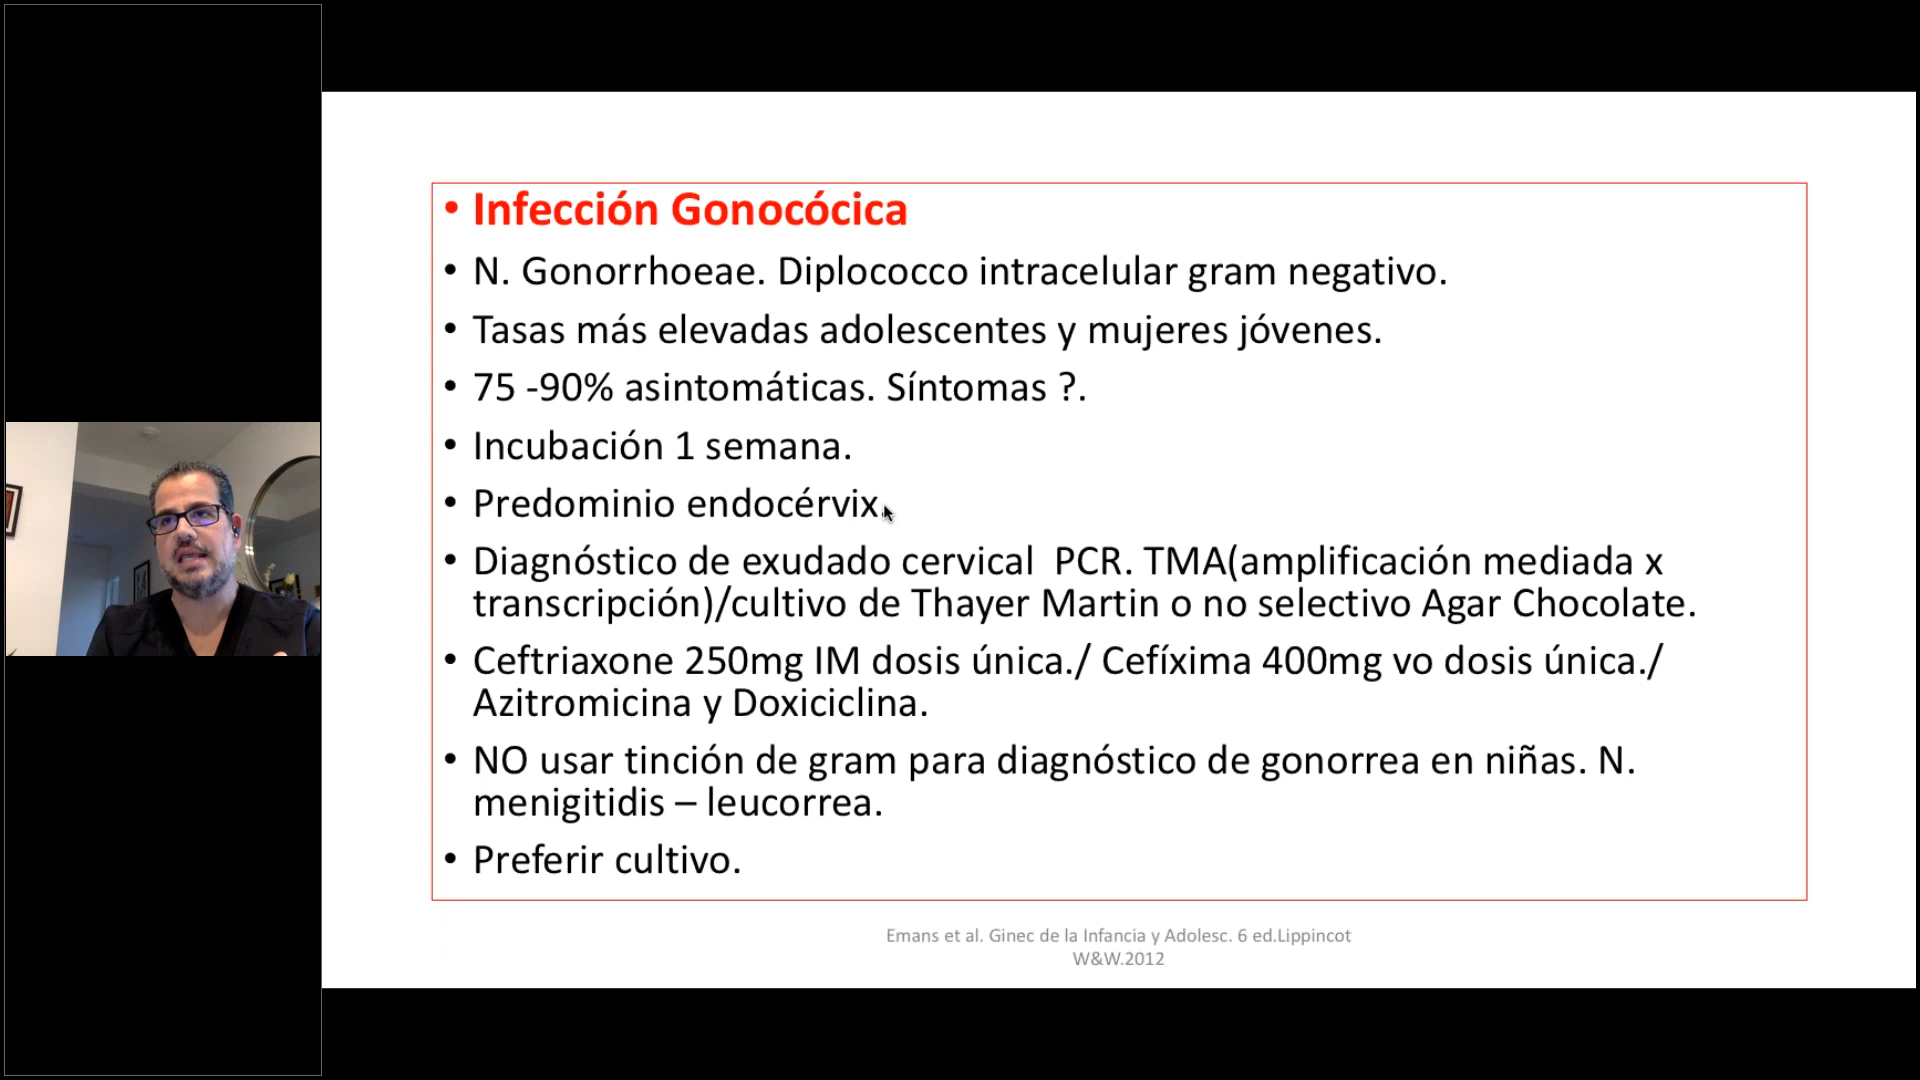 • Infección Gonocócica
• N. Gonorrhoeae. Diplococco intracelular gram negativo.
• Tasas más elevadas adolescentes y mujeres jóvenes.
• 75 -90% asintomáticas. Síntomas ?.
• Incubación 1 semana.
• Predominio endocérvix.
• Diagnóstico de exudado cervical  PCR. TMA(amplificación mediada x
transcripción)/cultivo de Thayer Martin o no selectivo Agar Chocolate.
• Ceftriaxone 250mg IM dosis única./ Cefíxima 400mg vo dosis única./
Azitromicina y Doxiciclina.
• NO usar tinción de gram para diagnóstico de gonorrea en niñas. N.
menigitidis – leucorrea.
• Preferir cultivo.
Emans et al. Ginec de la Infancia y Adolesc. 6 ed.Lippincot
W&W.2012